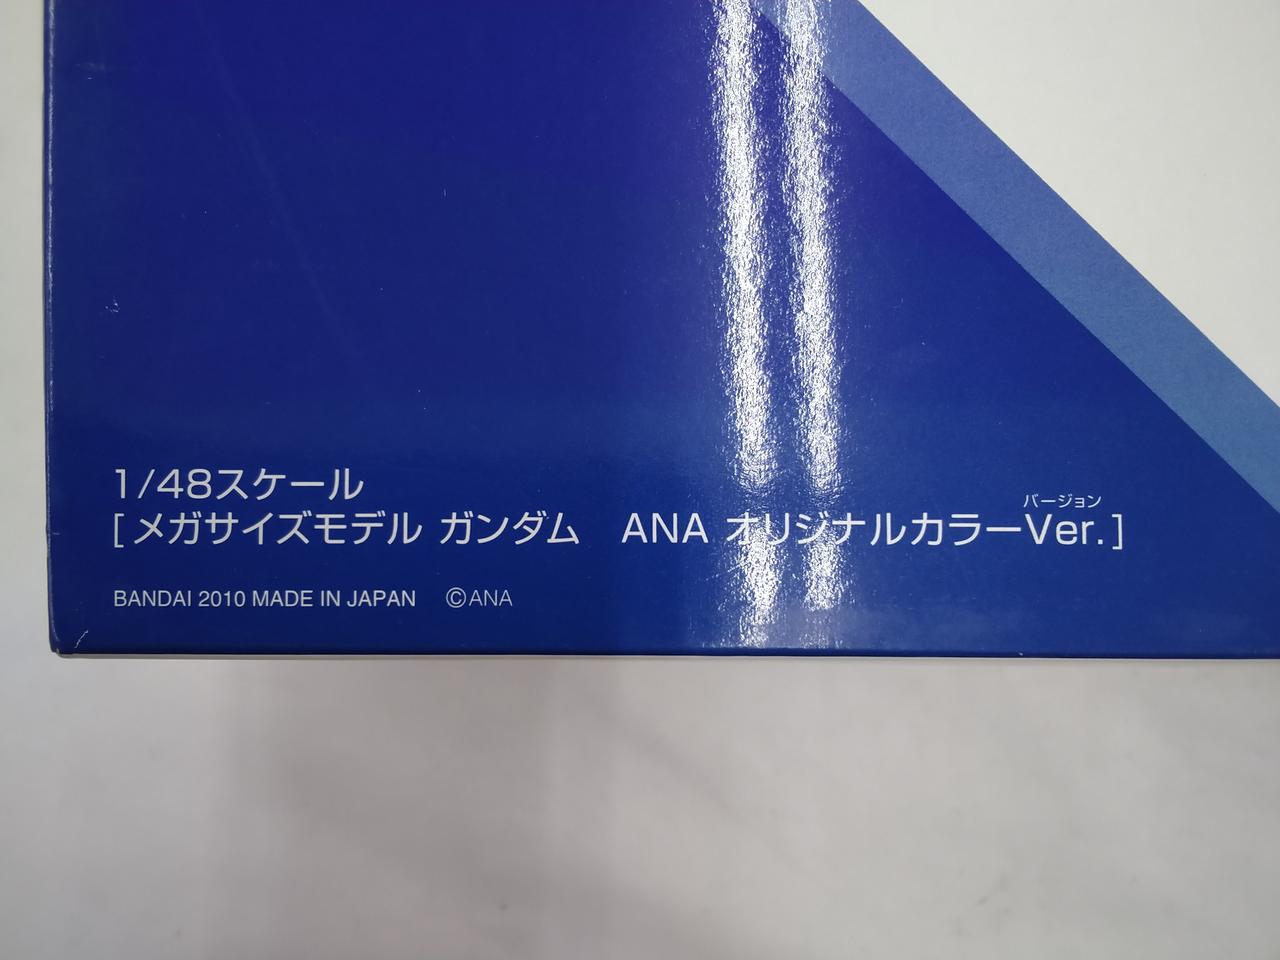 1/48スケール
[メガサイズモデル ガンダム　ANA オリジナルカラーVer.]
バージョン
BANDAI 2010 MADE IN JAPAN ©ANA